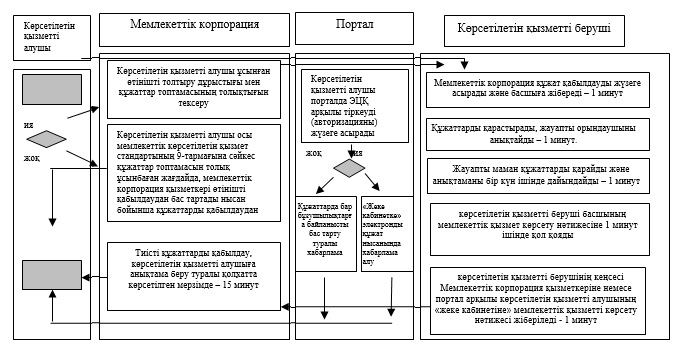 Көрсетілетін
қызметті
алушы
Мемлекеттік корпорация
Портал
Көрсетілетін қызметті беруші
ия
жоқ
Көрсетілетін қызметті алушы ұсынған
өтінішті толтыру дұрыстығы мен
құжаттар топтамасының толықтығын
тексеру
Көрсетілетін қызметті алушы осы
мемлекеттік көрсетілетін қызмет
стандартының 9-тармағына сәйкес
құжаттар топтамасын толық
ұсынбаған жағдайда, мемлекеттік
корпорация қызметкері өтінішті
қабылдаудан бас тартады нысан
бойынша құжаттарды қабылдаудан
Тиісті құжаттарды қабылдау,
көрсетілетін қызметті алушыға
анықтама беру туралы қолхатта
көрсетілген мерзімде – 15 минут
Көрсетілетін
қызметті алушы
порталда ЭЦҚ
арқылы тіркеуді
(авторизацияны)
жүзеге асырады
жоқ
ия
Құжаттарда бар
бұзушылықтарғ
а байланысты
бас тарту
туралы
хабарлама
«Жеке
кабинетке»
электронды
құжат
нысанында
хабарлама
алу
Мемлекеттік корпорация құжат қабылдауды жүзеге
асырады және басшыға жібереді – 1 минут
Құжаттарды қарастырады, жауапты орындаушыны
анықтайды – 1 минут.
Жауапты маман құжаттарды қарайды және
анықтаманы бір күн ішінде дайындайды – 1 минут
көрсетілетін қызметті беруші басшының
мемлекеттік қызмет көрсету нәтижесіне 1 минут
ішінде қол қояды
көрсетілетін қызметті берушінің кеңсесі
Мемлекеттік корпорация қызметкеріне немесе
портал арқылы көрсетілетін қызметті алушының
«жеке кабинетіне» мемлекеттік қызметті көрсету
нәтижесі жіберіледі - 1 минут